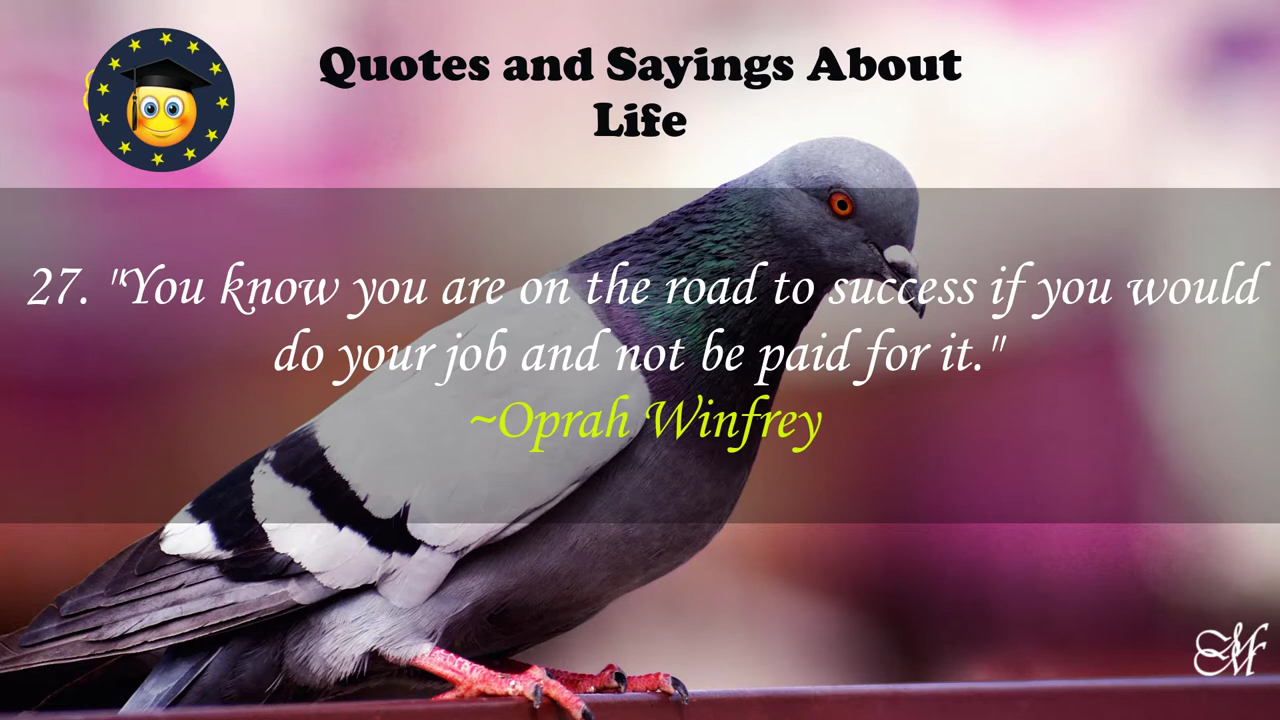 Quotes and Sayings About
Life
27. "You know you are on the road to success if you would
do your job and not be paid for it."
~Oprah Winfrey